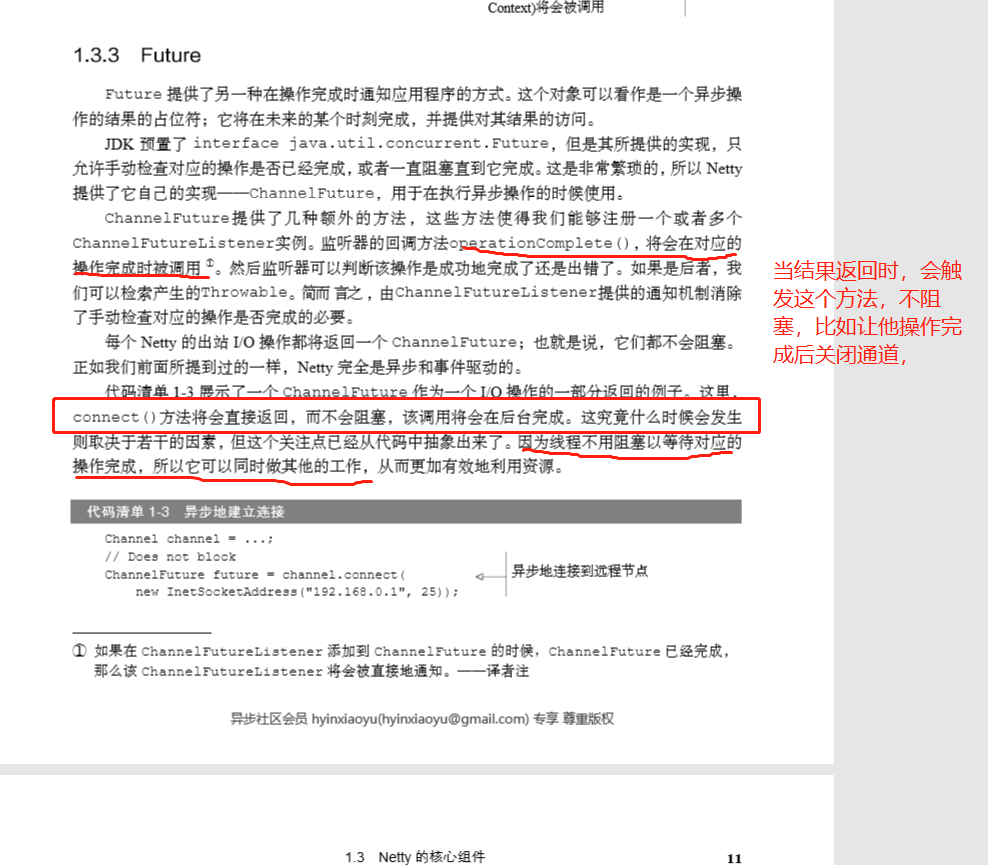 Context)将会被调用
1.3.3 Future
Future 提供了另一种在操作完成时通知应用程序的方式。这个对象可以看作是一个异步操
作的结果的占位符；它将在未来的某个时刻完成，并提供对其结果的访问。
JDK 预置了 interface java.util.concurrent.Future，但是其所提供的实现，只
允许手动检查对应的操作是否已经完成，或者一直阻塞直到它完成。这是非常繁琐的，所以 Netty
提供了它自己的实现——ChannelFuture，用于在执行异步操作的时候使用。
ChannelFuture提供了几种额外的方法，这些方法使得我们能够注册一个或者多个
ChannelFutureListener实例。监听器的回调方法operationComplete()，将会在对应的
操作完成时被调用①。然后监听器可以判断该操作是成功地完成了还是出错了。如果是后者，我
们可以检索产生的Throwable。简而言之，由ChannelFutureListener提供的通知机制消除
了手动检查对应的操作是否完成的必要。
每个 Netty 的出站 I/O 操作都将返回一个 ChannelFuture；也就是说，它们都不会阻塞。
正如我们前面所提到过的一样，Netty 完全是异步和事件驱动的。
代码清单 1-3 展示了一个 ChannelFuture 作为一个 I/O 操作的一部分返回的例子。这里，
connect()方法将会直接返回，而不会阻塞，该调用将会在后台完成。这究竟什么时候会发生
则取决于若干的因素，但这个关注点已经从代码中抽象出来了。因为线程不用阻塞以等待对应的
操作完成，所以它可以同时做其他的工作，从而更加有效地利用资源。
当结果返回时，会触
发这个方法，不阻
塞，比如让他操作完
成后关闭通道，
代码清单 1-3 异步地建立连接
Channel channel = ...;
// Does not block
ChannelFuture future = channel.connect(
new InetSocketAddress("192.168.0.1", 25));
异步地连接到远程节点
① 如果在 ChannelFutureListener 添加到 ChannelFuture 的时候，ChannelFuture 已经完成，
那么该 ChannelFutureListener 将会被直接地通知。——译者注
异步社区会员 hyinxiaoyu(hyinxiaoyu@gmail.com) 专享 尊重版权
1.3 Netty 的核心组件 11